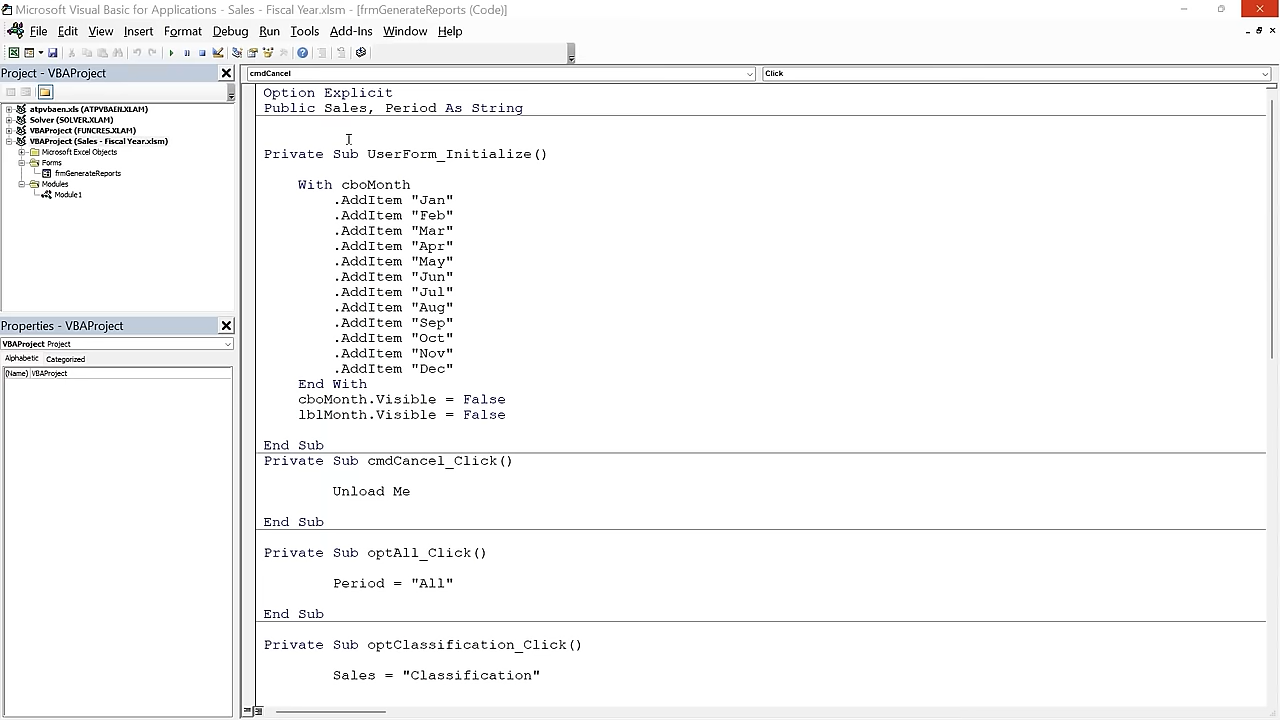 Microsoft Visual Basic for Applications - Sales - Fiscal Year.xlsm - [frmGenerateReports (Code)]
File Edit View Insert Format Debug Run Tools Add-Ins Window Help
Project - VBAProject
atpvbaen.xls (ATPVBAEN.XLAM)
Solver (SOLVER.XLAM)
VBAProject (FUNCRES.XLAM)
VBAProject (Sales - Fiscal Year.xlsm)
Microsoft Excel Objects
Forms
frmGenerateReports
Modules
Module1
Properties - VBAProject
VBAProject Project
Alphabetic Categorized
(Name) VBAProject
cmdCancel Click
Option Explicit
Public Sales, Period As String
Private Sub UserForm_Initialize()
With cboMonth
.AddItem "Jan"
.AddItem "Feb"
.AddItem "Mar"
.AddItem "Apr"
.AddItem "May"
.AddItem "Jun"
.AddItem "Jul"
.AddItem "Aug"
.AddItem "Sep"
.AddItem "Oct"
.AddItem "Nov"
.AddItem "Dec"
End With
cboMonth.Visible = False
lblMonth.Visible = False
End Sub
Private Sub cmdCancel_Click()
Unload Me
End Sub
Private Sub optAll_Click()
Period = "All"
End Sub
Private Sub optClassification_Click()
Sales = "Classification"